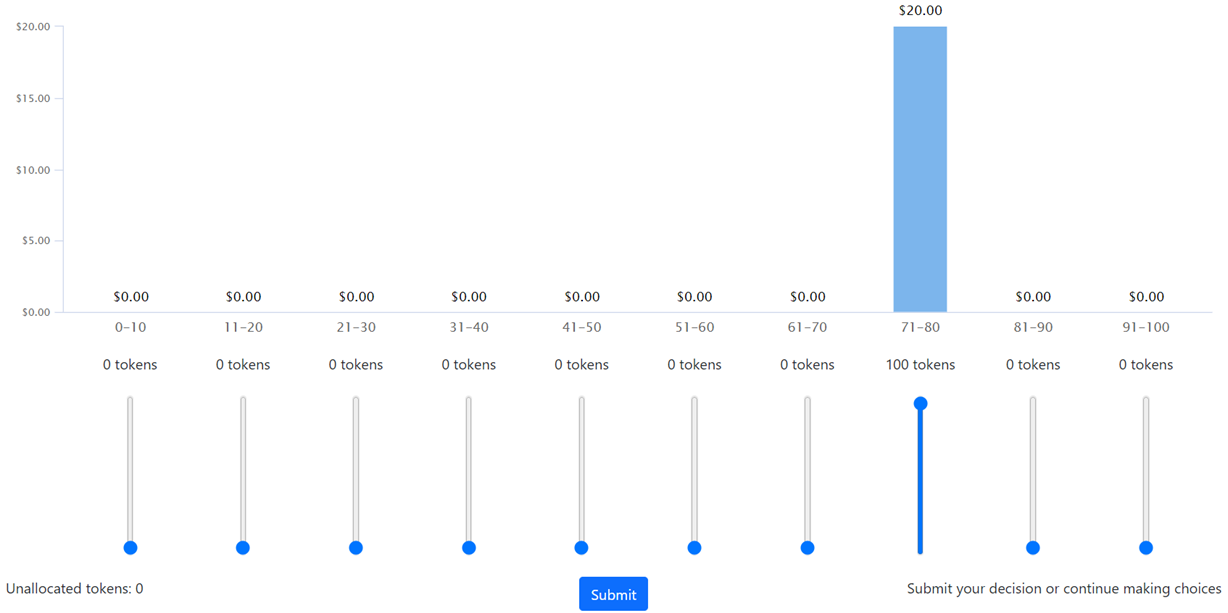 $20.00
$20.00
$15.00
$10.00
$5.00
$0.00 $0.00 $0.00 $0.00 $0.00 $0.00 $0.00 $0.00 $0.00
$0.00
0–10 11–20 21–30 31–40 41–50 51–60 61–70 71–80 81–90 91–100
0 tokens 0 tokens 0 tokens 0 tokens 0 tokens 0 tokens 0 tokens 100 tokens 0 tokens 0 tokens
Unallocated tokens: 0 Submit Submit your decision or continue making choices